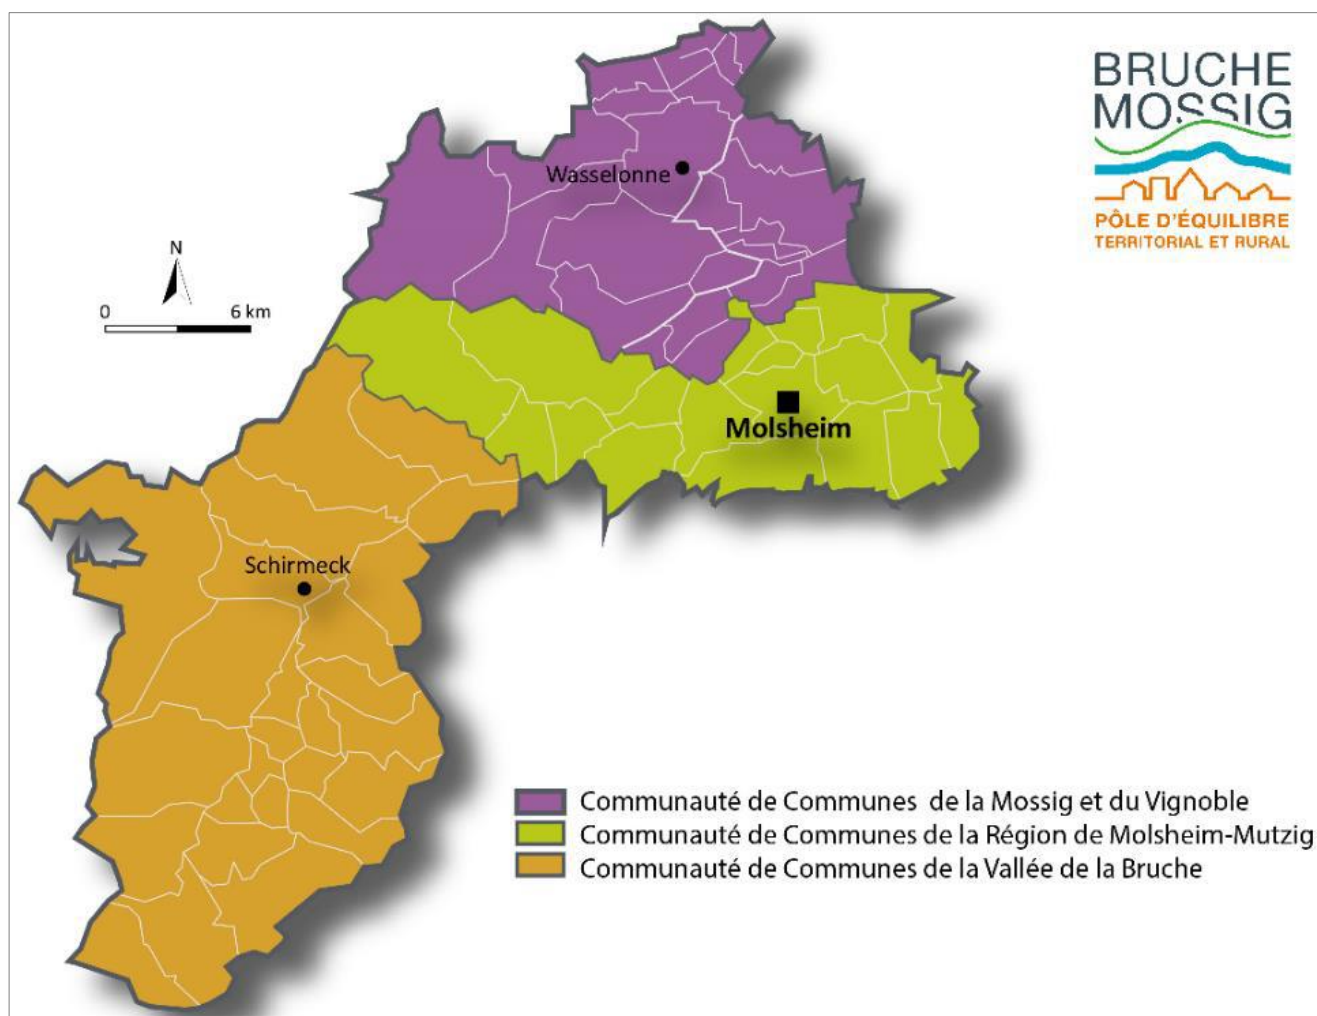 BRUCHE
MOSSIG
PÔLE D'ÉQUILIBRE
TERRITORIAL ET RURAL
Wasselonne
N
0 6 km
Molsheim
Schirmeck
Communauté de Communes de la Mossig et du Vignoble
Communauté de Communes de la Région de Molsheim-Mutzig
Communauté de Communes de la Vallée de la Bruche